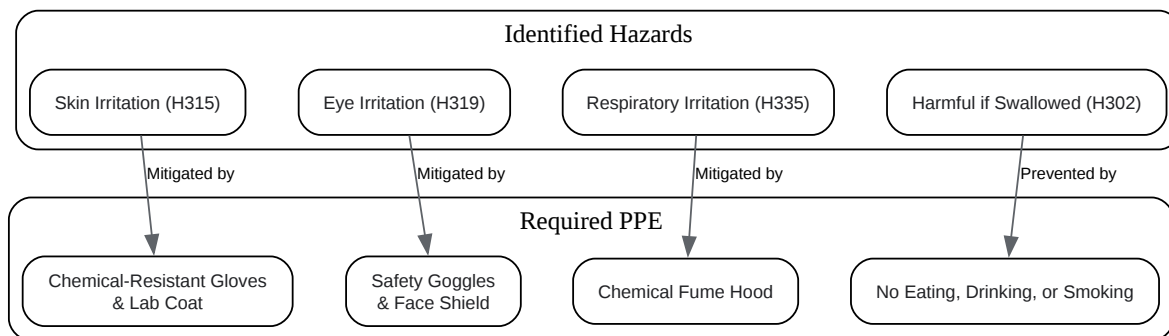 Identified Hazards
Skin Irritation (H315)
Eye Irritation (H319)
Respiratory Irritation (H335)
Harmful if Swallowed (H302)
Mitigated by
Mitigated by
Mitigated by
Prevented by
Required PPE
Chemical-Resistant Gloves
& Lab Coat
Safety Goggles
& Face Shield
Chemical Fume Hood
No Eating, Drinking, or Smoking